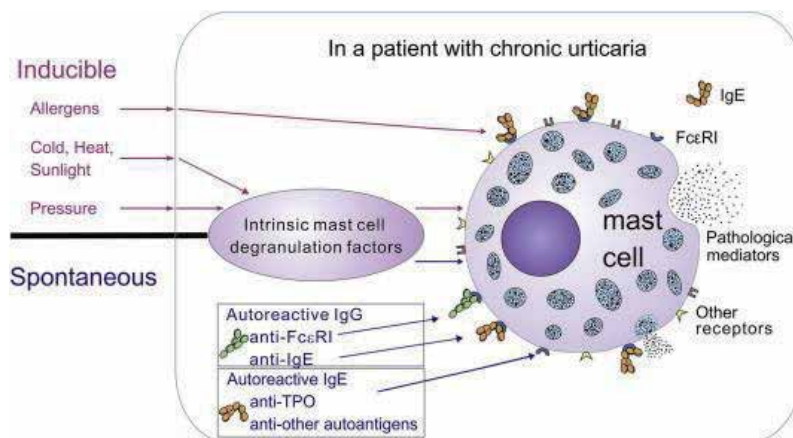 In a patient with chronic urticaria
Inducible
Allergens
Cold, Heat,
Sunlight
Pressure
Spontaneous
Intrinsic mast cell
degranulation factors
IgE
FcεRI
mast
cell
Pathological
mediators
Other
receptors
Autoreactive IgG
anti-FcεRI
anti-IgE
Autoreactive IgE
anti-TPO
anti-other autoantigens